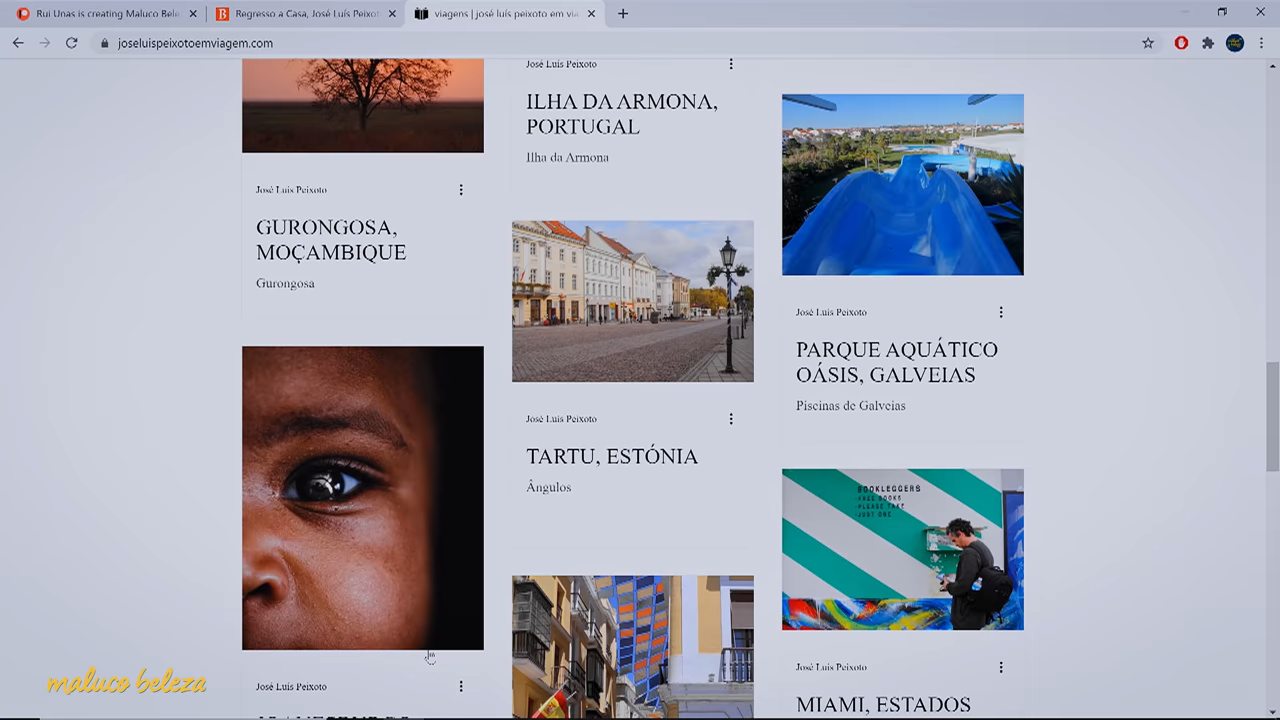 Rui Unas is creating Maluco Bele
Regresso a Casa, José Luís Peixot
viagens | josé luís peixoto em via
joseluispeixotoemviagem.com
José Luís Peixoto
GURONGOSA,
MOÇAMBIQUE
Gurongosa
José Luís Peixoto
José Luís Peixoto
ILHA DA ARMONA,
PORTUGAL
Ilha da Armona
José Luís Peixoto
TARTU, ESTÓNIA
Ângulos
José Luís Peixoto
PARQUE AQUÁTICO
OÁSIS, GALVEIAS
Piscinas de Galveias
BOOKLEGGERS
-FREE BOOKS
-PLEASE TAKE
-JUST ONE
José Luís Peixoto
MIAMI, ESTADOS
maluco beleza